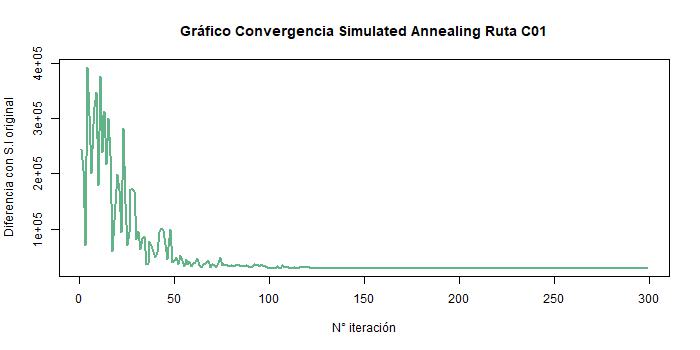 Gráfico Convergencia Simulated Annealing Ruta C01
Diferencia con S.I original
4e+05
3e+05
2e+05
1e+05
0 50 100 150 200 250 300
N° iteración